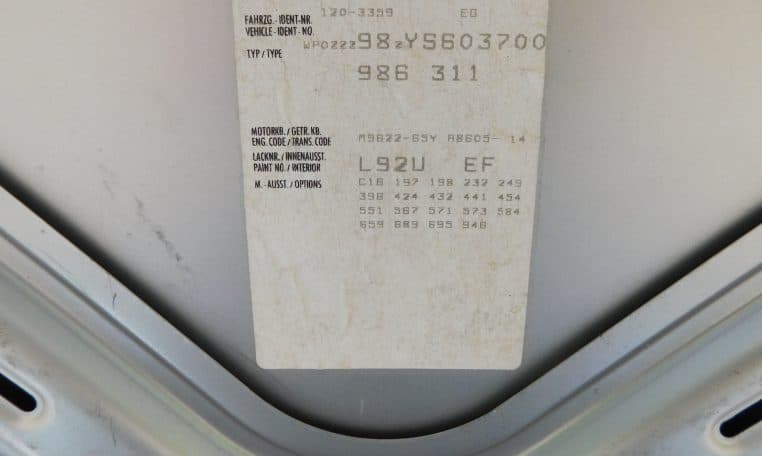 120-3359 EG
FAHRZG.-IDENT-NR.
VEHICLE-IDENT-NO.
WP0ZZZ98ZYS603700
TYP/TYPE
986 311
MOTORKB./GETR.KB.
ENG.CODE/TRANS.CODE
M9622-65Y A8605- 14
LACKNR./INNENAUSST.
PAINT NO./INTERIOR
L92U EF
M.-AUSST./OPTIONS
C16 197 198 232 249
396 424 432 441 454
551 567 571 573 584
659 689 695 946